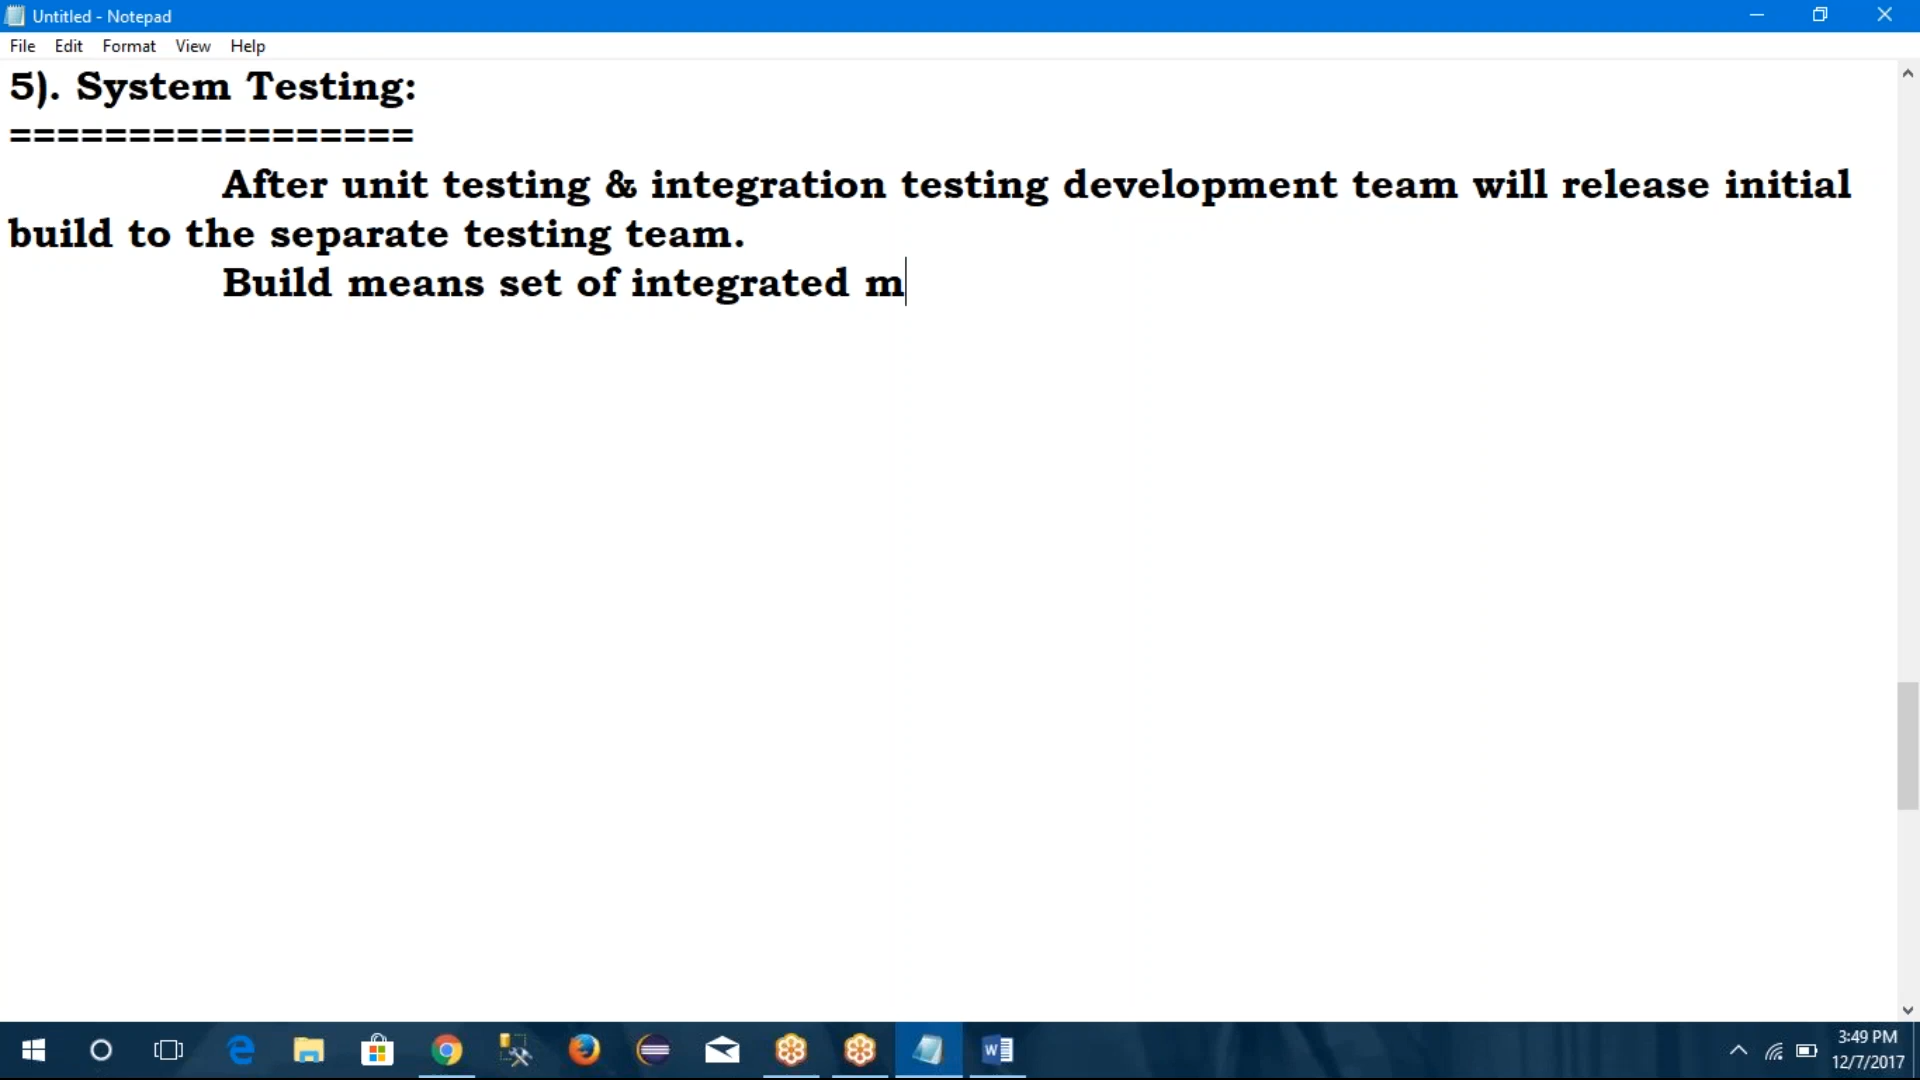 Untitled - Notepad
File Edit Format View Help
5). System Testing:
=================
After unit testing & integration testing development team will release initial
build to the separate testing team.
Build means set of integrated m
3:49 PM
12/7/2017